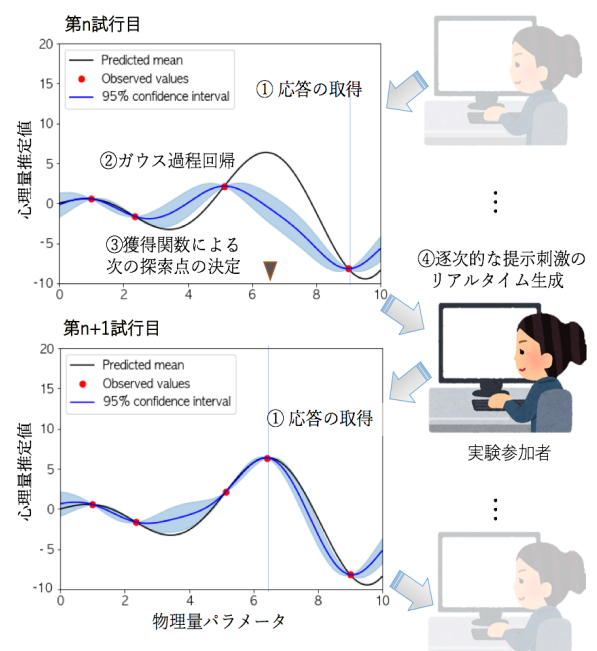 第n試行目
20
15
10
5
0
-5
-10
Predicted mean
Observed values
95% confidence interval
① 応答の取得
②ガウス過程回帰
③獲得関数による
次の探索点の決定
心理量推定値
0
2
4
6
8
10
⋮
④逐次的な提示刺激の
リアルタイム生成
第n+1試行目
20
15
10
5
0
- 5
-10
Predicted mean
Observed values
95% confidence interval
① 応答の取得
心理量推定値
0
2
4
6
8
10
物理量パラメータ
実験参加者
⋮